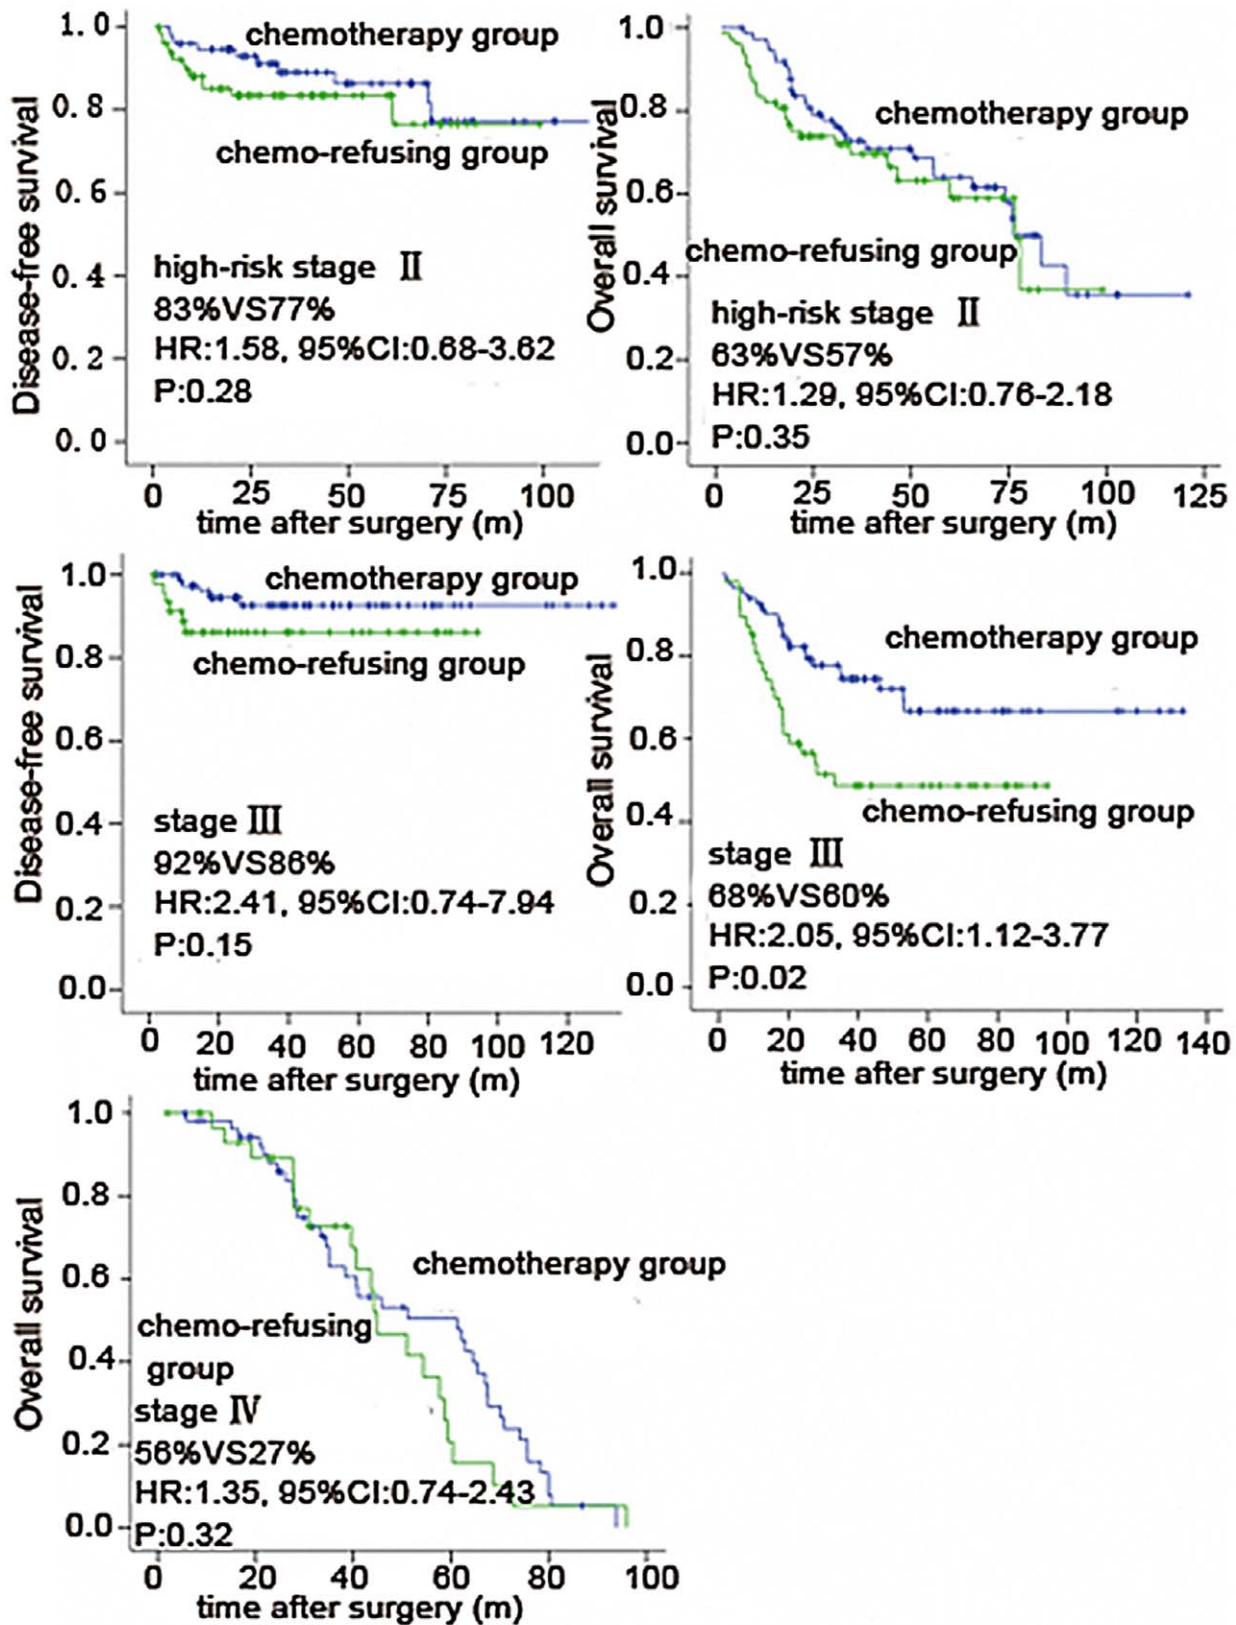 Disease-free survival
1.0
0.8
0.6
0.4
0.2
0.0
chemotherapy group
chemo-refusing group
high-risk stage Ⅱ
83%VS77%
HR:1.58, 95%CI:0.68-3.62
P:0.28
0 25 50 75 100
time after surgery (m)
Overall survival
1.0
0.8
0.6
0.4
0.2
0.0
chemotherapy group
chemo-refusing group
high-risk stage Ⅱ
63%VS57%
HR:1.29, 95%CI:0.76-2.18
P:0.35
0 25 50 75 100 125
time after surgery (m)
Disease-free survival
1.0
0.8
0.6
0.4
0.2
0.0
chemotherapy group
chemo-refusing group
stage Ⅲ
92%VS86%
HR:2.41, 95%CI:0.74-7.94
P:0.15
0 20 40 60 80 100 120
time after surgery (m)
Overall survival
1.0
0.8
0.6
0.4
0.2
0.0
chemotherapy group
chemo-refusing group
stage Ⅲ
68%VS60%
HR:2.05, 95%CI:1.12-3.77
P:0.02
0 20 40 60 80 100 120 140
time after surgery (m)
Overall survival
1.0
0.8
0.6
0.4
0.2
0.0
chemotherapy group
chemo-refusing
group
stage Ⅳ
56%VS27%
HR:1.35, 95%CI:0.74-2.43
P:0.32
0 20 40 60 80 100
time after surgery (m)